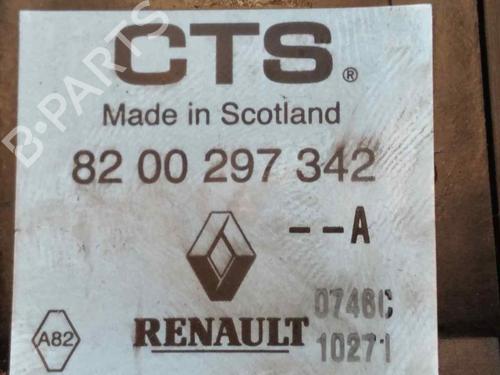 CTS®
Made in Scotland
82 00 297 342
--A
0746C
A82 RENAULT 10271
B-PARTS